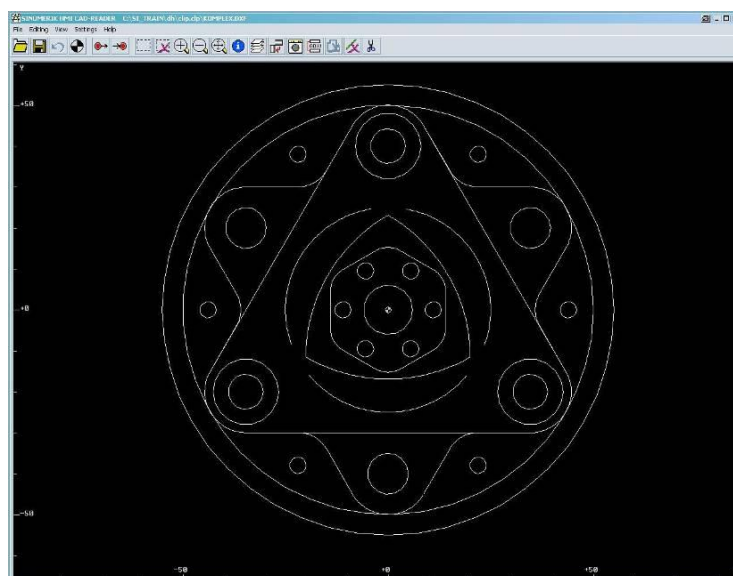 SINUMERIK HMI CAD-READER C:\SI_TRAIN\dh\clip.clp\KOMPLEX.DXF
File Editing View Settings Help
Y
+50
+0
-50
-50 +0 +50